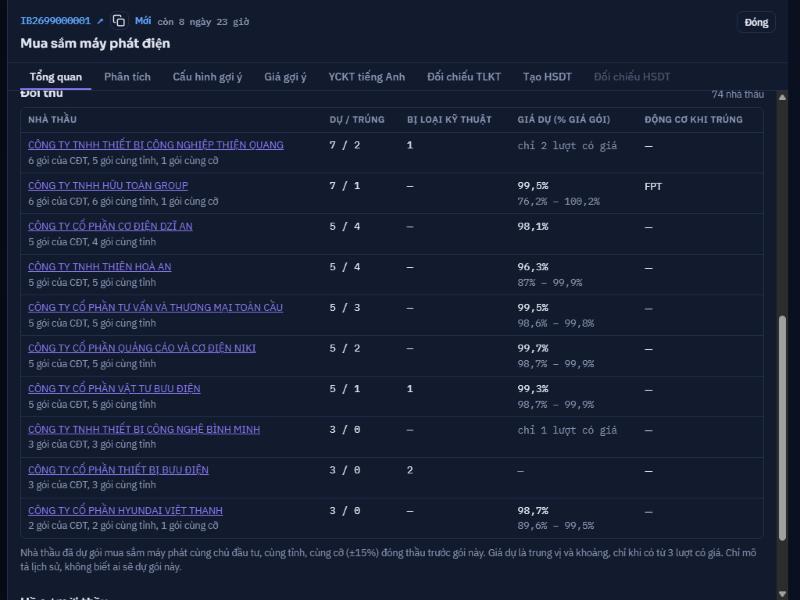 IB2699000001 ↗ Mới còn 8 ngày 23 giờ
Đóng
Mua sắm máy phát điện
Tổng quan Phân tích Cấu hình gợi ý Giá gợi ý YCKT tiếng Anh Đối chiếu TLKT Tạo HSDT Đối chiếu HSDT
Đối thủ 74 nhà thầu
NHÀ THẦU DỰ / TRÚNG BỊ LOẠI KỸ THUẬT GIÁ DỰ (% GIÁ GÓI) ĐỘNG CƠ KHI TRÚNG
CÔNG TY TNHH THIẾT BỊ CÔNG NGHIỆP THIÊN QUANG 7 / 2 1 chỉ 2 lượt có giá —
6 gói của CĐT, 5 gói cùng tỉnh, 1 gói cùng cỡ
CÔNG TY TNHH HỮU TOÀN GROUP 7 / 1 — 99,5% FPT
6 gói của CĐT, 6 gói cùng tỉnh, 1 gói cùng cỡ 76,2% – 100,2%
CÔNG TY CỔ PHẦN CƠ ĐIỆN DZĨ AN 5 / 4 — 98,1% —
5 gói của CĐT, 4 gói cùng tỉnh
CÔNG TY TNHH THIÊN HOÀ AN 5 / 4 — 96,3% —
5 gói của CĐT, 5 gói cùng tỉnh 87% – 99,9%
CÔNG TY CỔ PHẦN TƯ VẤN VÀ THƯƠNG MẠI TOÀN CẦU 5 / 3 — 99,5% —
5 gói của CĐT, 5 gói cùng tỉnh 98,6% – 99,8%
CÔNG TY CỔ PHẦN QUẢNG CÁO VÀ CƠ ĐIỆN NIKI 5 / 2 — 99,7% —
5 gói của CĐT, 5 gói cùng tỉnh 98,7% – 99,9%
CÔNG TY CỔ PHẦN VẬT TƯ BƯU ĐIỆN 5 / 1 1 99,3% —
5 gói của CĐT, 5 gói cùng tỉnh 98,7% – 99,9%
CÔNG TY TNHH THIẾT BỊ CÔNG NGHỆ BÌNH MINH 3 / 0 — chỉ 1 lượt có giá —
3 gói của CĐT, 3 gói cùng tỉnh
CÔNG TY CỔ PHẦN THIẾT BỊ BƯU ĐIỆN 3 / 0 2 — —
3 gói của CĐT, 3 gói cùng tỉnh
CÔNG TY CỔ PHẦN HYUNDAI VIỆT THANH 3 / 0 — 98,7% —
2 gói của CĐT, 2 gói cùng tỉnh, 1 gói cùng cỡ 89,6% – 99,5%
Nhà thầu đã dự gói mua sắm máy phát cùng chủ đầu tư, cùng tỉnh, cùng cỡ (±15%) đóng thầu trước gói này. Giá dự là trung vị và khoảng, chỉ khi có từ 3 lượt có giá. Chỉ mô
tả lịch sử, không biết ai sẽ dự gói này.